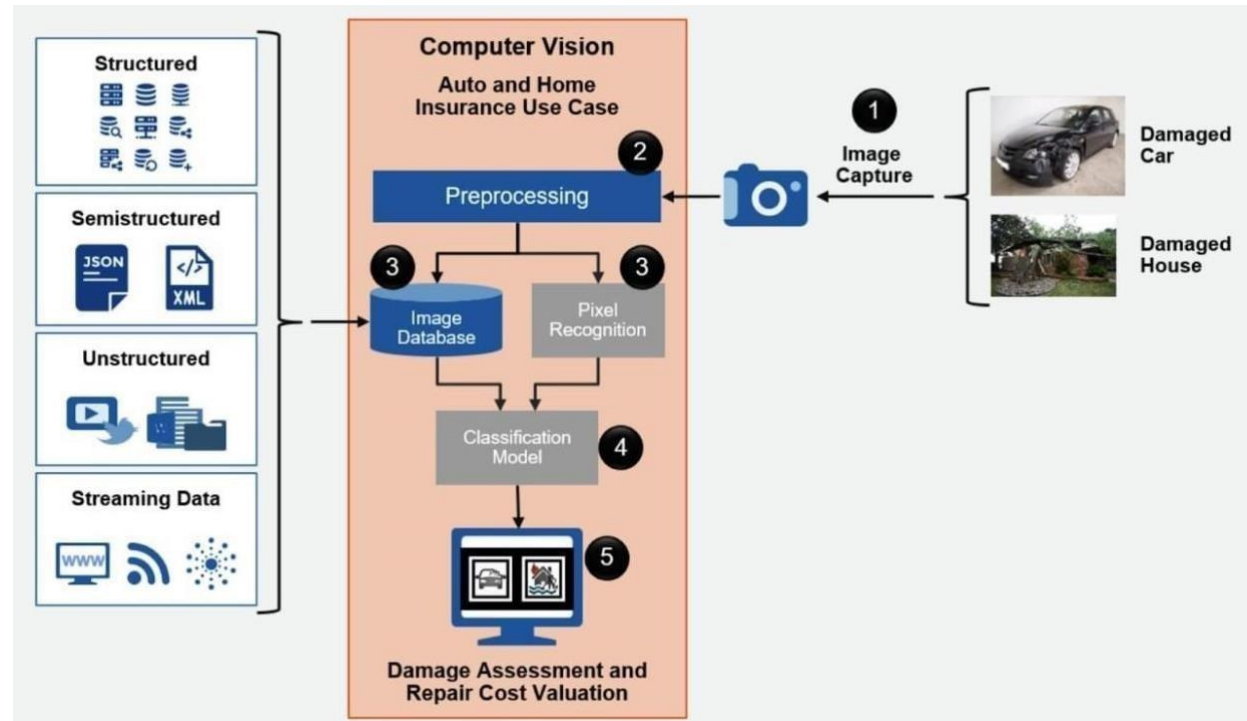 Structured
Semistructured
JSON
</>
XML
Unstructured
W
Streaming Data
www
Computer Vision
Auto and Home
Insurance Use Case
2
Preprocessing
3
Image
Database
3
Pixel
Recognition
Classification
Model
4
5
Damage Assessment and
Repair Cost Valuation
1
Image
Capture
Damaged
Car
Damaged
House